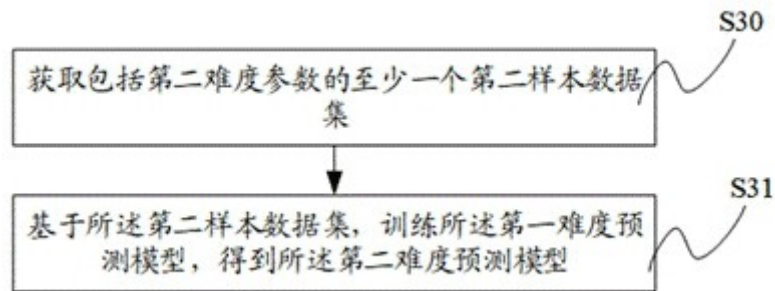 S30
获取包括第二难度参数的至少一个第二样本数据
集
S31
基于所述第二样本数据集，训练所述第一难度预
测模型，得到所述第二难度预测模型